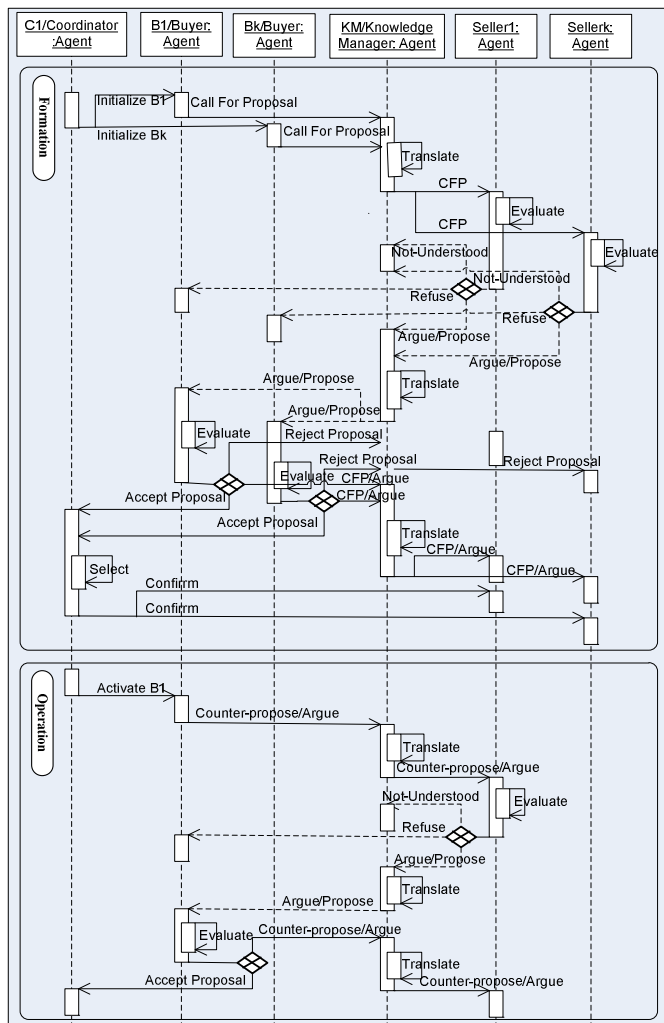 C1/Coordinator
:Agent
B1/Buyer:
Agent
Bk/Buyer:
Agent
KM/Knowledge
Manager: Agent
Seller1:
Agent
Sellerk:
Agent
Formation
Initialize B1
Call For Proposal
Initialize Bk
Call For Proposal
Translate
CFP
Evaluate
CFP
Evaluate
Not-Understood
Not-Understood
Refuse
Refuse
Argue/Propose
Argue/Propose
Argue/Propose
Translate
Argue/Propose
Evaluate
Reject Proposal
Reject Proposal
Reject Proposal
Evaluate
CFP/Argue
Accept Proposal
CFP/Argue
Accept Proposal
Translate
CFP/Argue
Select
CFP/Argue
Confirrm
Confirrm
Operation
Activate B1
Counter-propose/Argue
Translate
Counter-propose/Argue
Not-Understood
Evaluate
Refuse
Argue/Propose
Translate
Argue/Propose
Evaluate
Counter-propose/Argue
Translate
Accept Proposal
Counter-propose/Argue